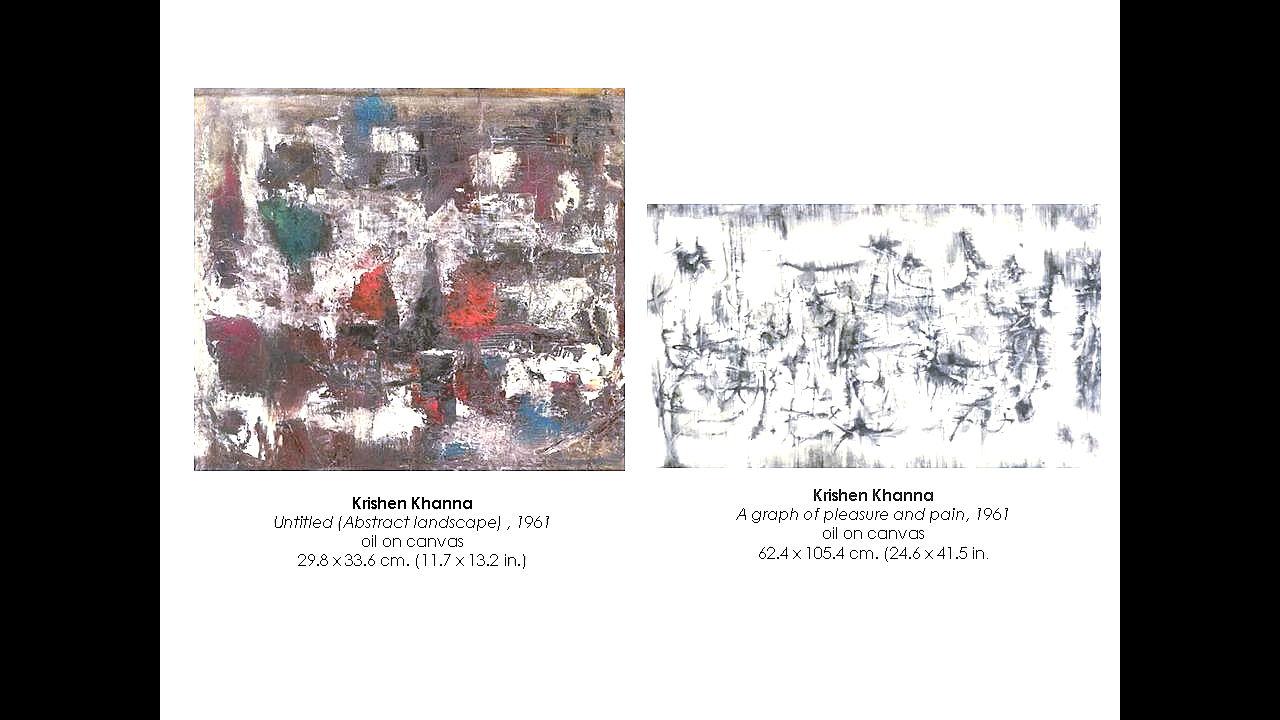 Krishen Khanna
Untitled (Abstract landscape) , 1961
oil on canvas
29.8 x 33.6 cm. (11.7 x 13.2 in.)
Krishen Khanna
A graph of pleasure and pain, 1961
oil on canvas
62.4 x 105.4 cm. (24.6 x 41.5 in.